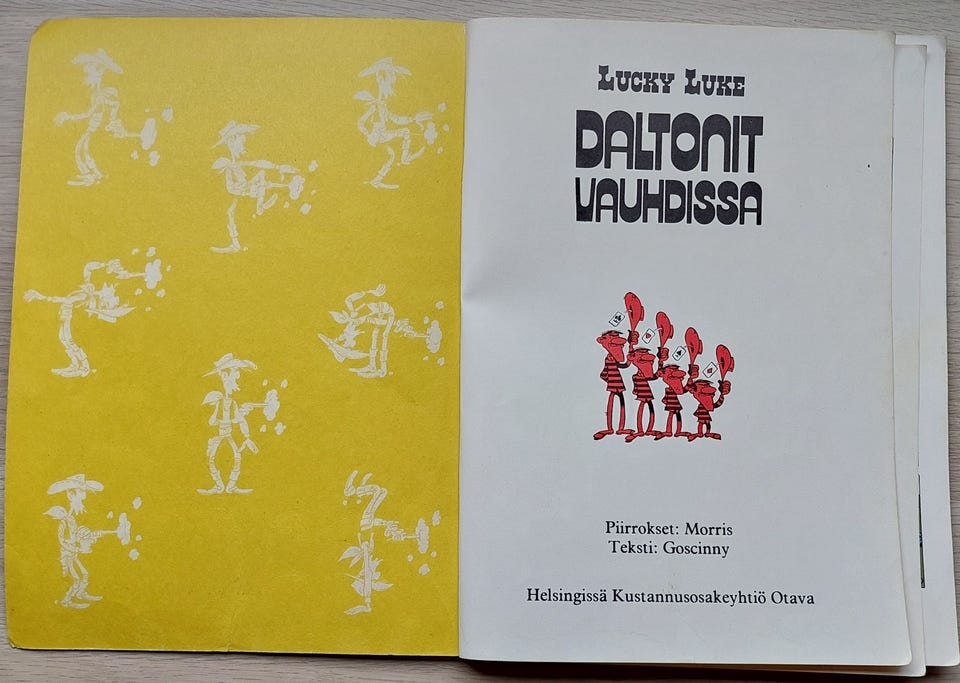 LUCKY LUKE
DALTONIT
VAUHDISSA
Piirrokset: Morris
Teksti: Goscinny
Helsingissä Kustannusosakeyhtiö Otava